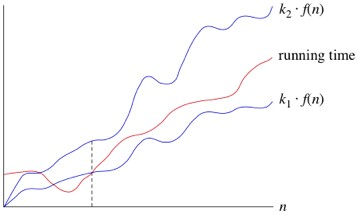 k₂ · f(n)
running time
k₁ · f(n)
n